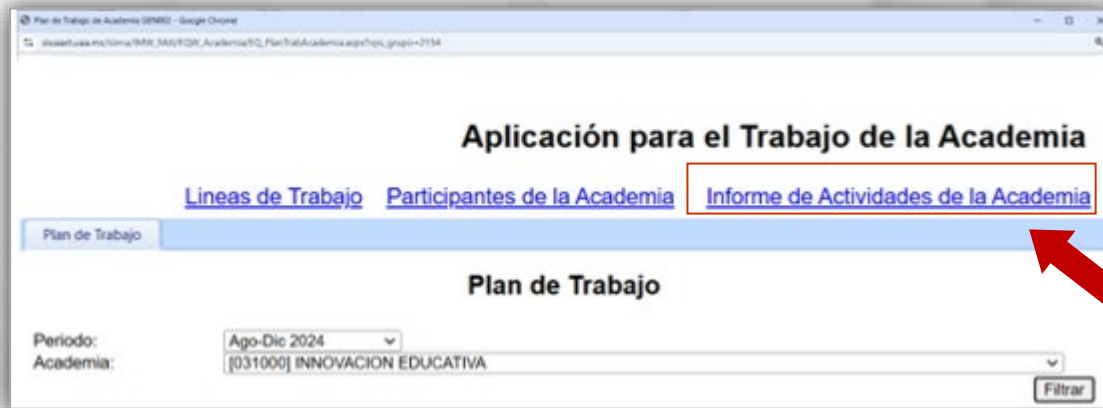 Plan de Trabajo de Academia GEN002 - Google Chrome
Aplicación para el Trabajo de la Academia
Lineas de Trabajo Participantes de la Academia Informe de Actividades de la Academia
Plan de Trabajo
Plan de Trabajo
Periodo: Ago-Dic 2024
Academia: [031000] INNOVACION EDUCATIVA
Filtrar